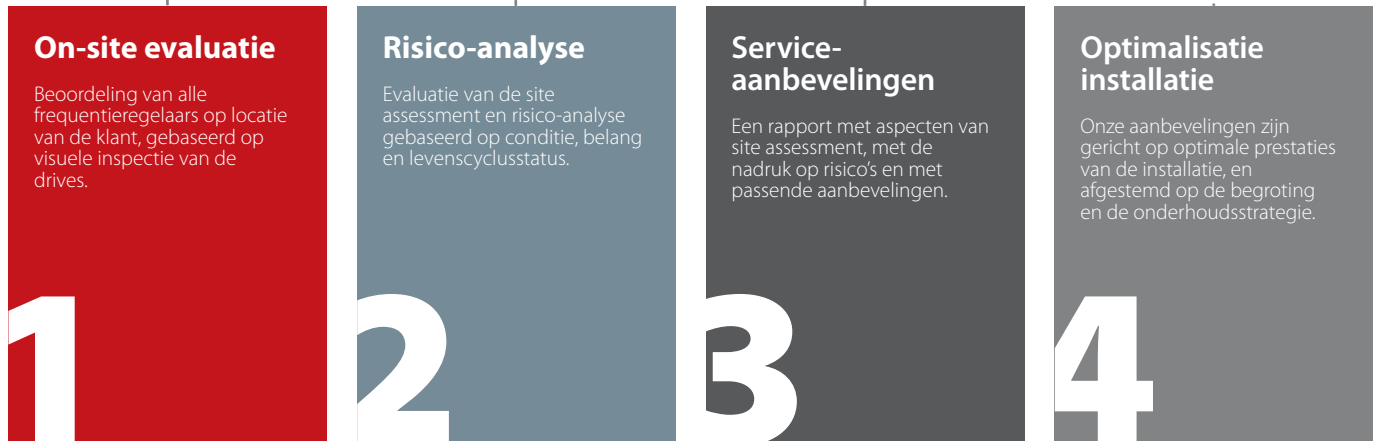 On-site evaluatie
Beoordeling van alle
frequentieregelaars op locatie
van de klant, gebaseerd op
visuele inspectie van de
drives.
1
Risico-analyse
Evaluatie van de site
assessment en risico-analyse
gebaseerd op conditie, belang
en levenscyclusstatus.
2
Service-
aanbevelingen
Een rapport met aspecten van
site assessment, met de
nadruk op risico’s en met
passende aanbevelingen.
3
Optimalisatie
installatie
Onze aanbevelingen zijn
gericht op optimale prestaties
van de installatie, en
afgestemd op de begroting
en de onderhoudsstrategie.
4